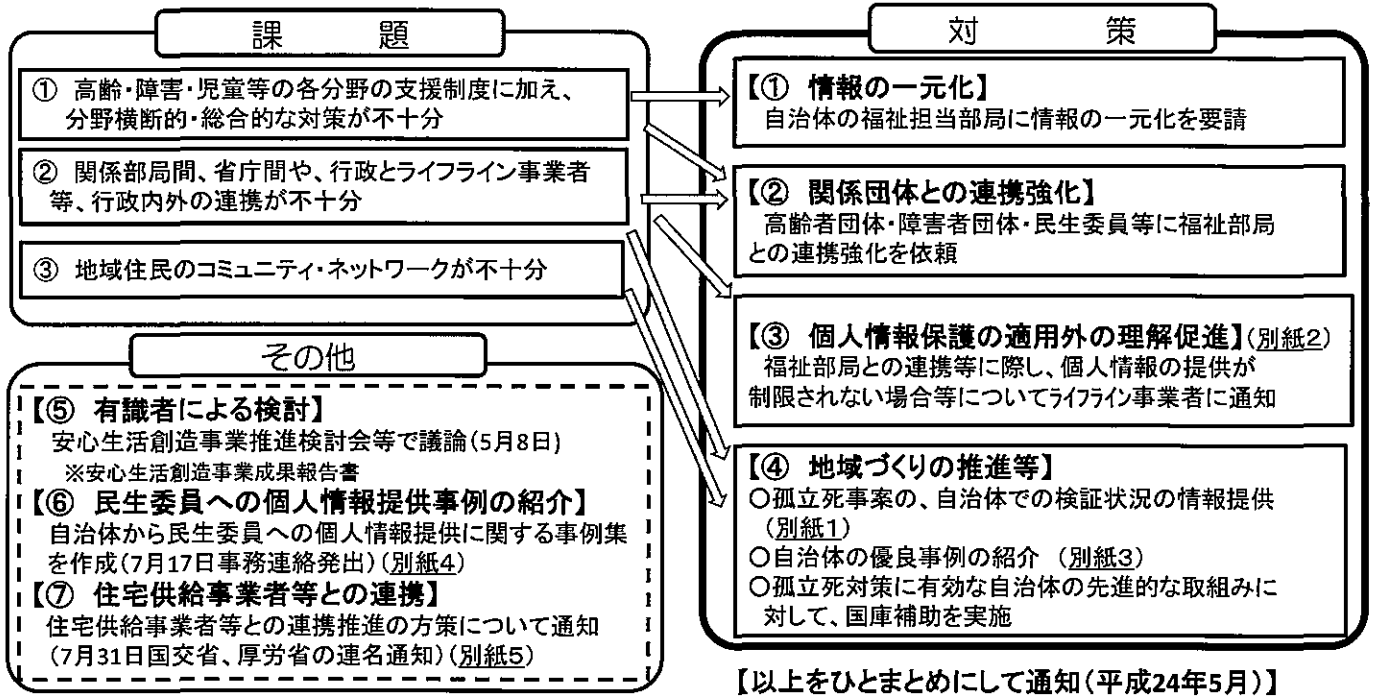 課 題
① 高齢・障害・児童等の各分野の支援制度に加え、
分野横断的・総合的な対策が不十分
② 関係部局間、省庁間や、行政とライフライン事業者
等、行政内外の連携が不十分
③ 地域住民のコミュニティ・ネットワークが不十分
その他
【⑤ 有識者による検討】
安心生活創造事業推進検討会等で議論(5月8日)
※安心生活創造事業成果報告書
【⑥ 民生委員への個人情報提供事例の紹介】
自治体から民生委員への個人情報提供に関する事例集
を作成(7月17日事務連絡発出)(別紙4)
【⑦ 住宅供給事業者等との連携】
住宅供給事業者等との連携推進の方策について通知
(7月31日国交省、厚労省の連名通知)(別紙5)
対 策
【① 情報の一元化】
自治体の福祉担当部局に情報の一元化を要請
【② 関係団体との連携強化】
高齢者団体・障害者団体・民生委員等に福祉部局
との連携強化を依頼
【③ 個人情報保護の適用外の理解促進】(別紙2)
福祉部局との連携等に際し、個人情報の提供が
制限されない場合等についてライフライン事業者に通知
【④ 地域づくりの推進等】
○孤立死事案の、自治体での検証状況の情報提供
(別紙1)
○自治体の優良事例の紹介 (別紙3)
○孤立死対策に有効な自治体の先進的な取組みに
対して、国庫補助を実施
【以上をひとまとめにして通知(平成24年5月)】